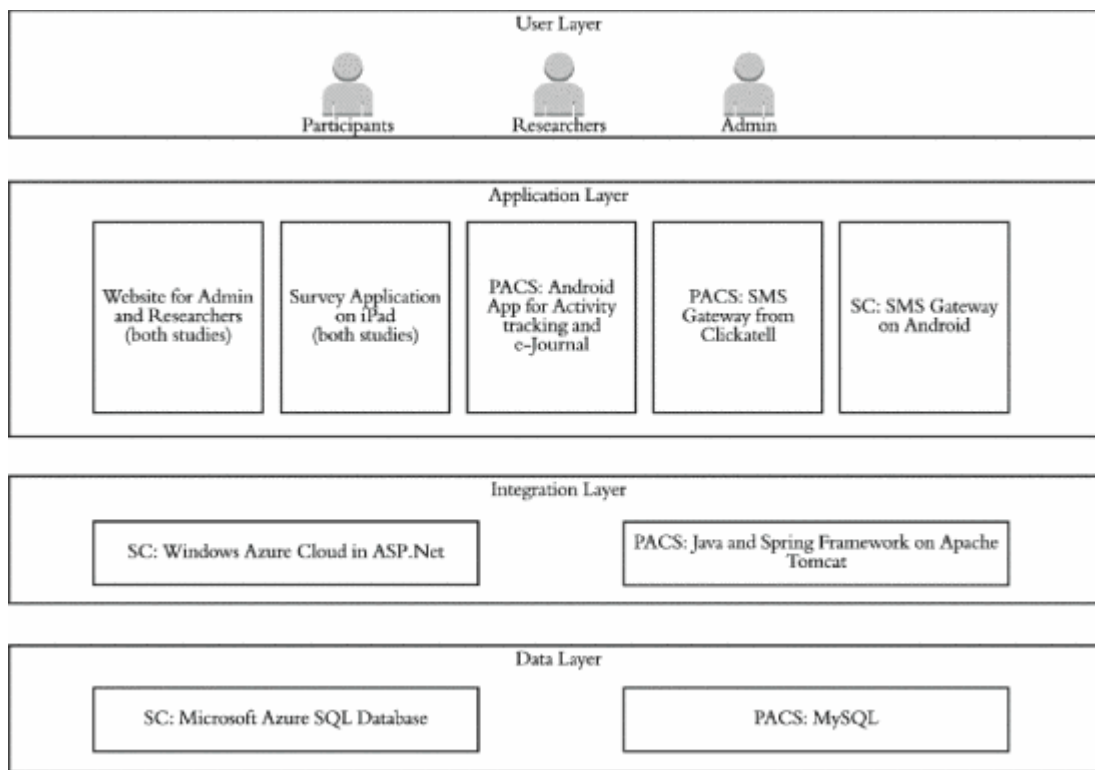 User Layer
Participants
Researchers
Admin
Application Layer
Website for Admin
and Researchers
(both studies)
Survey Application
on iPad
(both studies)
PACS: Android
App for Activity
tracking and
e-Journal
PACS: SMS
Gateway from
Clickatell
SC: SMS Gateway
on Android
Integration Layer
SC: Windows Azure Cloud in ASP.Net
PACS: Java and Spring Framework on Apache
Tomcat
Data Layer
SC: Microsoft Azure SQL Database
PACS: MySQL